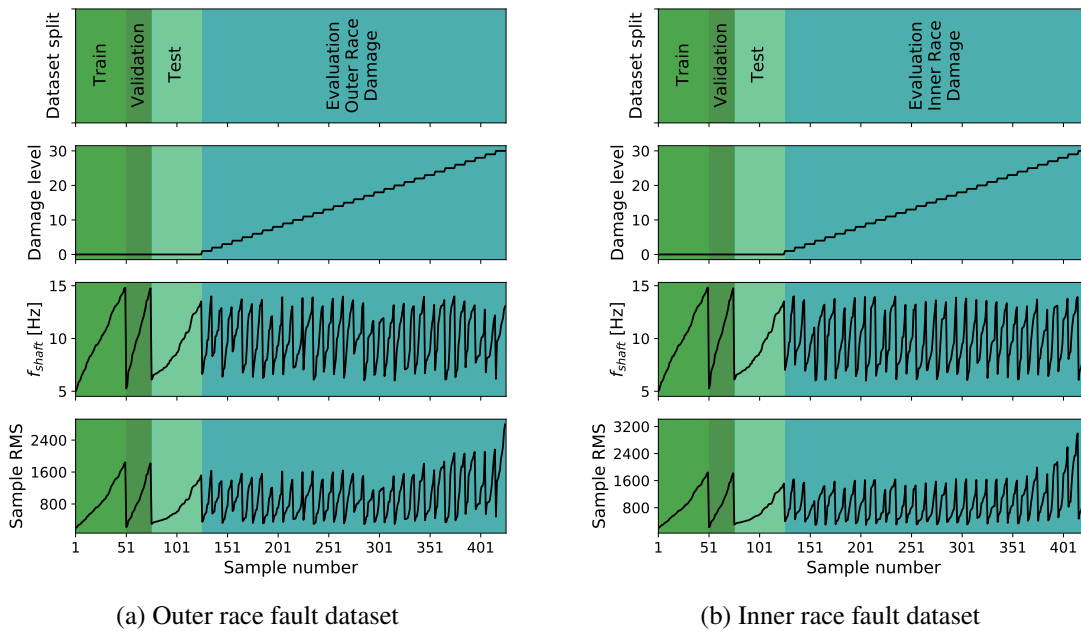 Dataset split
Train
Validation
Test
Evaluation
Outer Race
Damage
Damage level
30
20
10
0
f_shaft [Hz]
15
10
5
Sample RMS
2400
1600
800
1 51 101 151 201 251 301 351 401
Sample number
(a) Outer race fault dataset
Dataset split
Train
Validation
Test
Evaluation
Inner Race
Damage
Damage level
30
20
10
0
f_shaft [Hz]
15
10
5
Sample RMS
3200
2400
1600
800
1 51 101 151 201 251 301 351 401
Sample number
(b) Inner race fault dataset